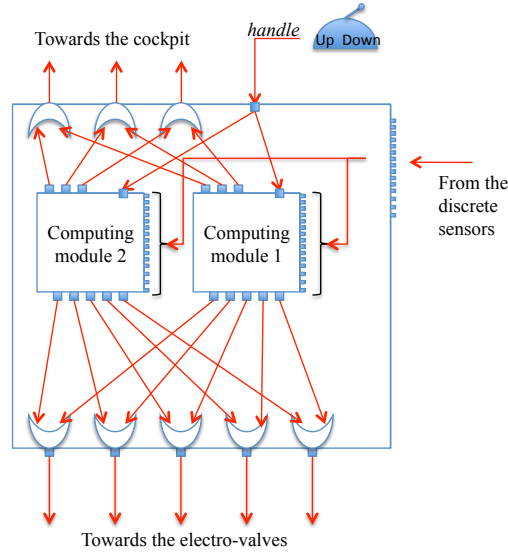 Towards the cockpit
handle
Up Down
From the
discrete
sensors
Computing
module 2
Computing
module 1
Towards the electro-valves